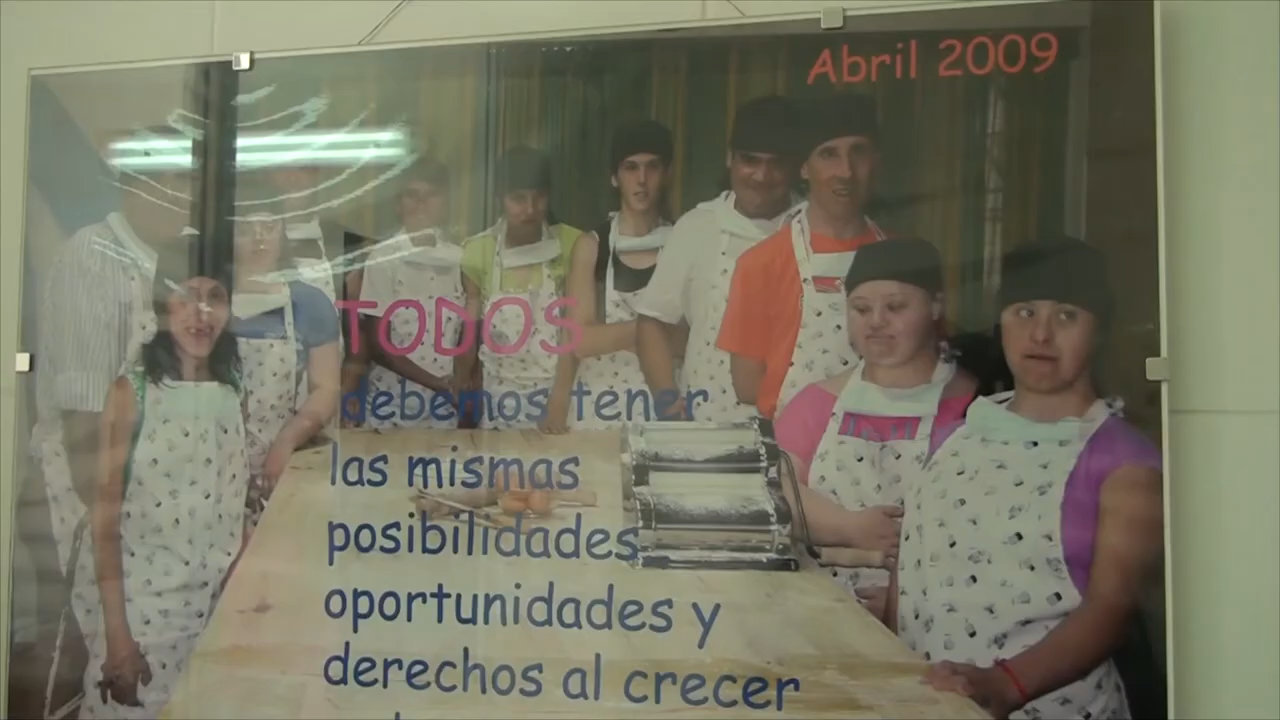 Abril 2009
TODOS
debemos tener
las mismas
posibilidades
oportunidades y
derechos al crecer